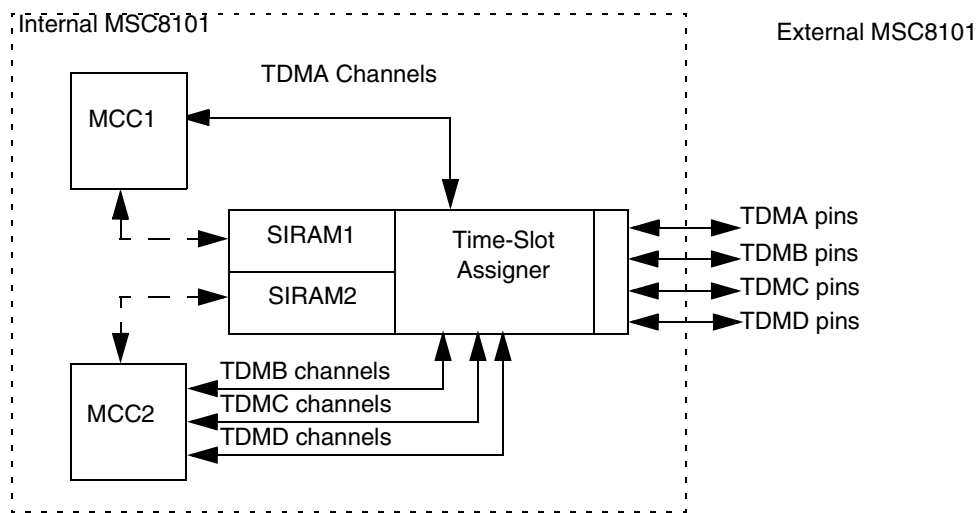 Internal MSC8101
External MSC8101
TDMA Channels
MCC1
SIRAM1
Time-Slot
Assigner
SIRAM2
TDMA pins
TDMB pins
TDMC pins
TDMD pins
MCC2
TDMB channels
TDMC channels
TDMD channels